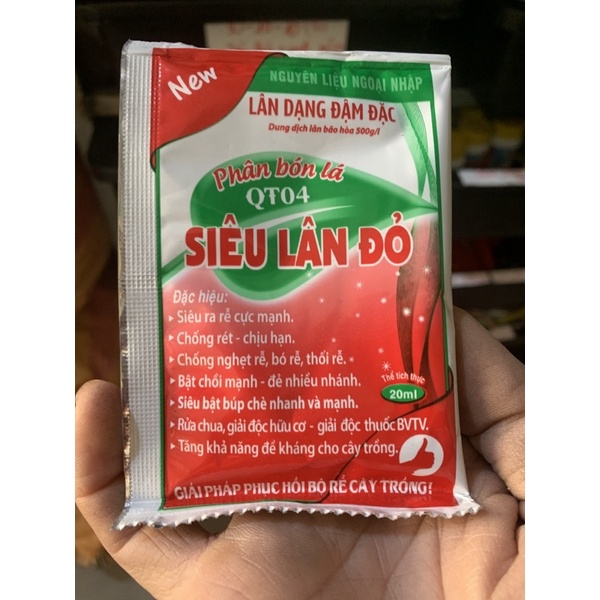 New
NGUYÊN LIỆU NGOẠI NHẬP
LÂN DẠNG ĐẬM ĐẶC
Dung dịch lân bão hòa 500g/l
Phân bón lá
QT04
SIÊU LÂN ĐỎ
Đặc hiệu:
Siêu ra rễ cực mạnh.
Chống rét - chịu hạn.
Chống nghẹt rễ, bó rễ, thối rễ.
Bật chồi mạnh - đẻ nhiều nhánh.
Siêu bật búp chè nhanh và mạnh.
Rửa chua, giải độc hữu cơ - giải độc thuốc BVTV.
Tăng khả năng đề kháng cho cây trồng.
Thể tích thực
20ml
GIẢI PHÁP PHỤC HỒI BỘ RỄ CÂY TRỒNG!